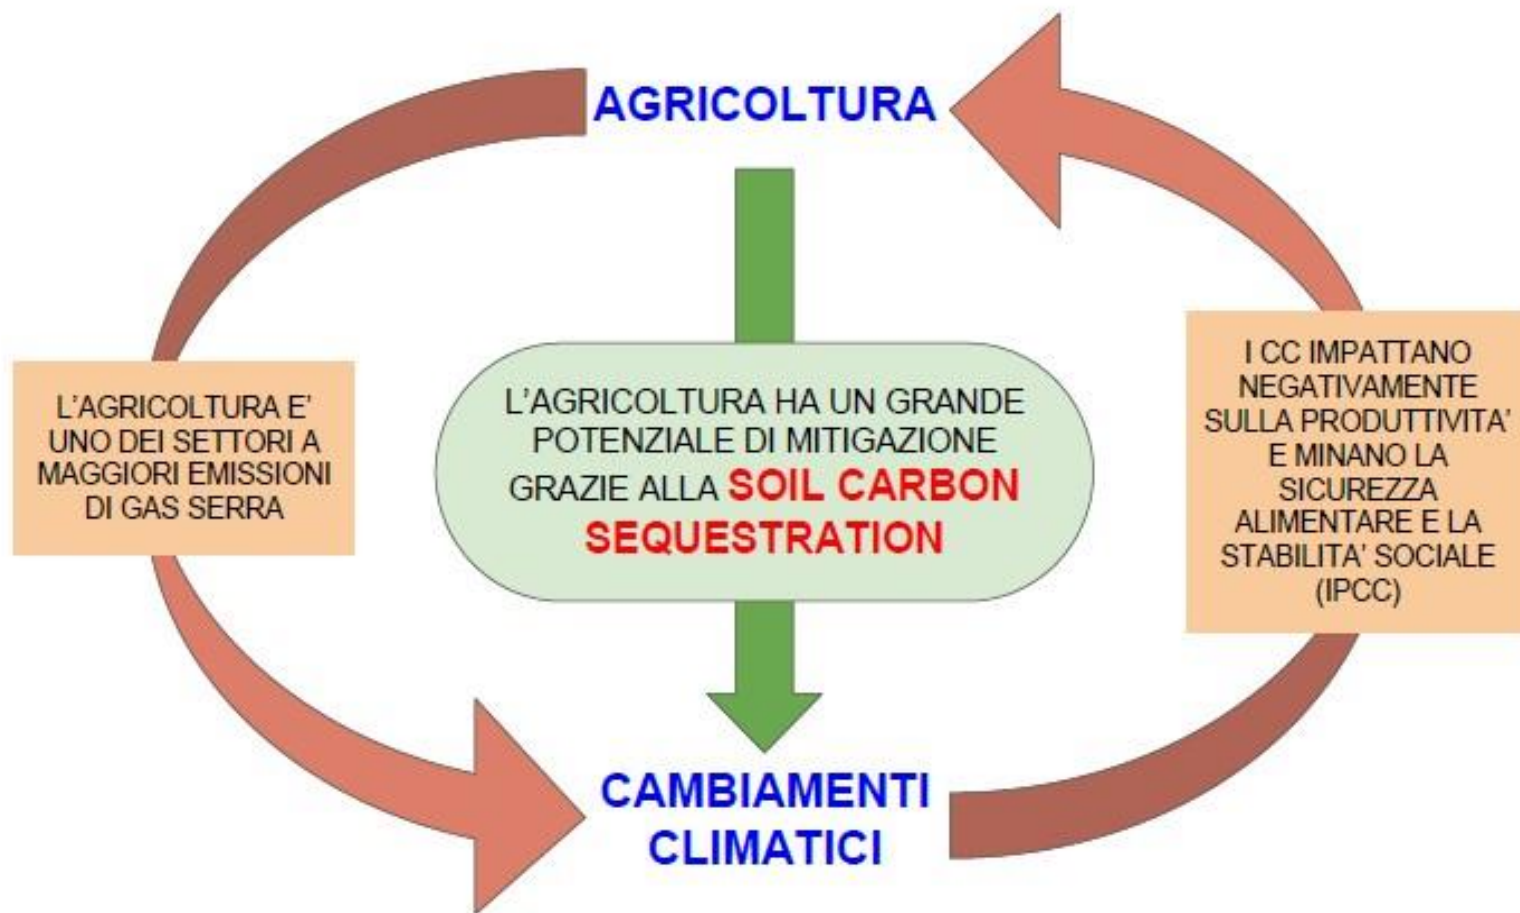 AGRICOLTURA
L'AGRICOLTURA E'
UNO DEI SETTORI A
MAGGIORI EMISSIONI
DI GAS SERRA
L'AGRICOLTURA HA UN GRANDE
POTENZIALE DI MITIGAZIONE
GRAZIE ALLA SOIL CARBON
SEQUESTRATION
I CC IMPATTANO
NEGATIVAMENTE
SULLA PRODUTTIVITA'
E MINANO LA
SICUREZZA
ALIMENTARE E LA
STABILITA' SOCIALE
(IPCC)
CAMBIAMENTI
CLIMATICI